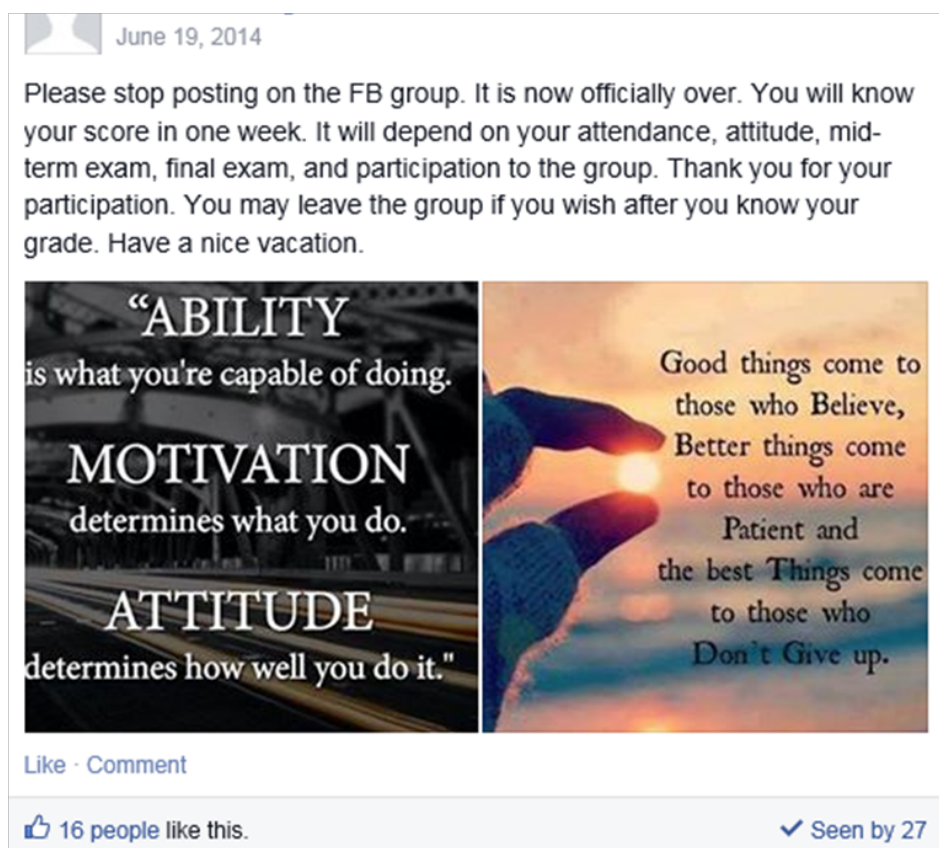 June 19, 2014
Please stop posting on the FB group. It is now officially over. You will know
your score in one week. It will depend on your attendance, attitude, mid-
term exam, final exam, and participation to the group. Thank you for your
participation. You may leave the group if you wish after you know your
grade. Have a nice vacation.
“ABILITY
is what you're capable of doing.
MOTIVATION
determines what you do.
ATTITUDE
determines how well you do it."
Good things come to
those who Believe,
Better things come
to those who are
Patient and
the best Things come
to those who
Don't Give up.
Like · Comment
16 people like this.
Seen by 27